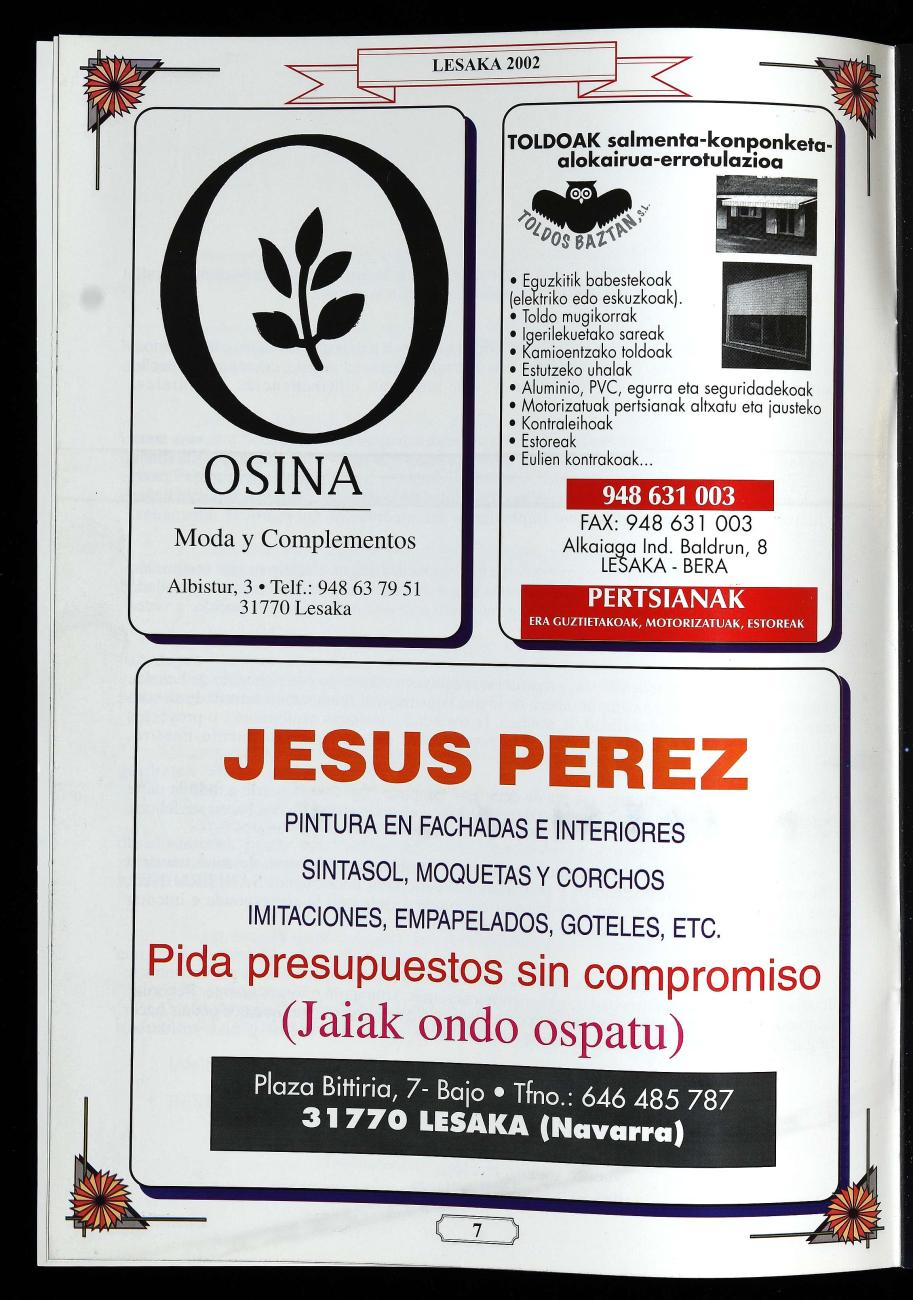 LESAKA 2002
OSINA
Moda y Complementos
Albistur, 3 • Telf.: 948 63 79 51
31770 Lesaka
TOLDOAK salmenta-konponketa-
alokairua-errotulazioa
TOLDOS BAZTAN, S.L.
• Eguzkitik babestekoak
(elektriko edo eskuzkoak).
• Toldo mugikorrak
• Igerilekuetako sareak
• Kamioentzako toldoak
• Estutzeko uhalak
• Aluminio, PVC, egurra eta seguridadekoak
• Motorizatuak pertsianak altxatu eta jausteko
• Kontraleihoak
• Estoreak
• Eulien kontrakoak...
948 631 003
FAX: 948 631 003
Alkaiaga Ind. Baldrun, 8
LESAKA - BERA
PERTSIANAK
ERA GUZTIETAKOAK, MOTORIZATUAK, ESTOREAK
JESUS PEREZ
PINTURA EN FACHADAS E INTERIORES
SINTASOL, MOQUETAS Y CORCHOS
IMITACIONES, EMPAPELADOS, GOTELES, ETC.
Pida presupuestos sin compromiso
(Jaiak ondo ospatu)
Plaza Bittiria, 7- Bajo • Tfno.: 646 485 787
31770 LESAKA (Navarra)
7